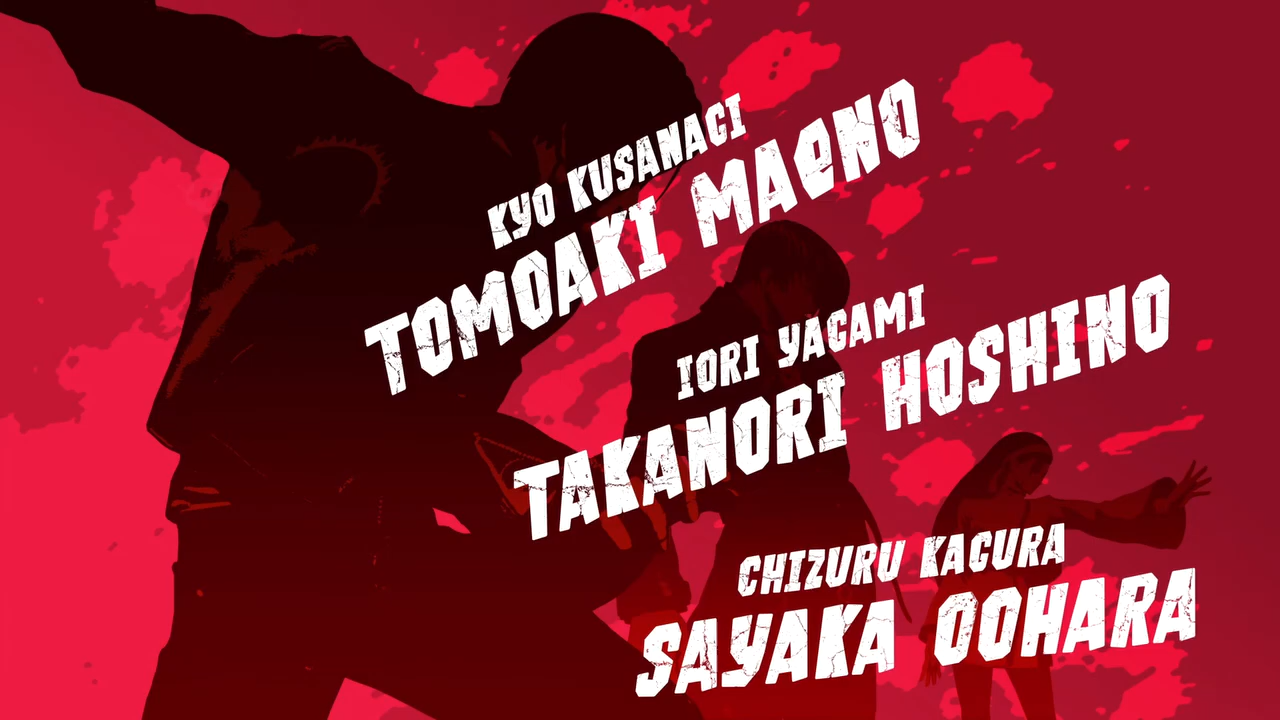 KYO KUSANAGI
TOMOAKI MAENO
IORI YAGAMI
TAKANORI HOSHINO
CHIZURU KAGURA
SAYAKA OOHARA